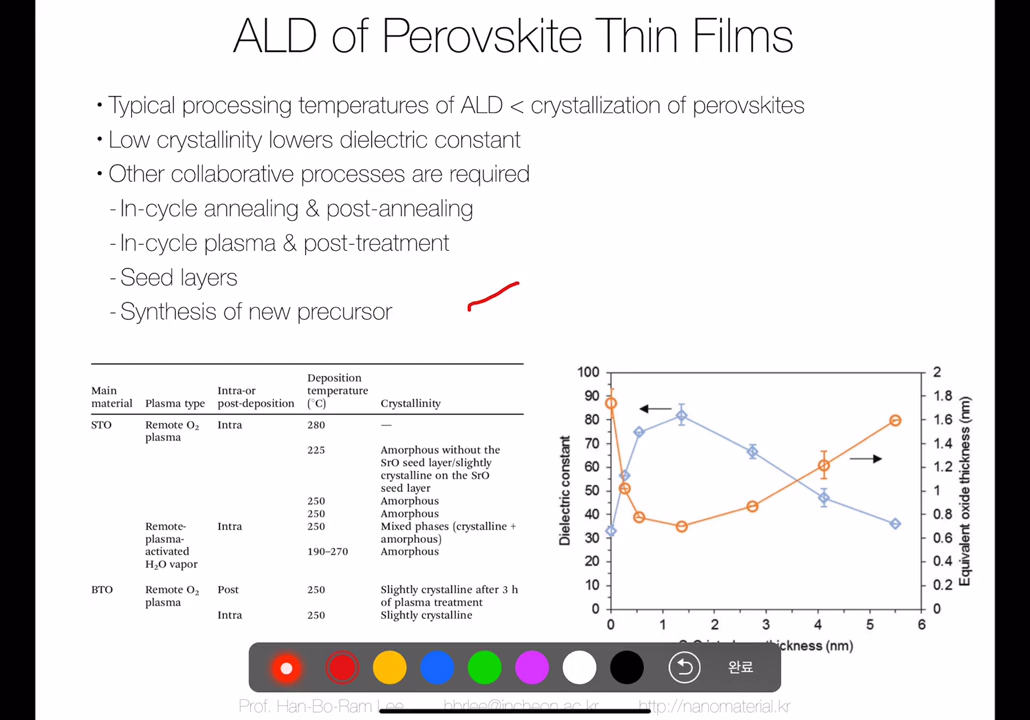 ALD of Perovskite Thin Films
• Typical processing temperatures of ALD < crystallization of perovskites
• Low crystallinity lowers dielectric constant
• Other collaborative processes are required
- In-cycle annealing & post-annealing
- In-cycle plasma & post-treatment
- Seed layers
- Synthesis of new precursor
Main material Plasma type Intra-or post-deposition Deposition temperature (°C) Crystallinity
STO Remote O₂ plasma Intra 280 —
225 Amorphous without the SrO seed layer/slightly crystalline on the SrO seed layer
250 Amorphous
250 Amorphous
Remote-plasma-activated H₂O vapor Intra 250 Mixed phases (crystalline + amorphous)
190–270 Amorphous
BTO Remote O₂ plasma Post 250 Slightly crystalline after 3 h of plasma treatment
Intra 250 Slightly crystalline
Dielectric constant
100
90
80
70
60
50
40
30
20
10
0
2
1.8
1.6
1.4
1.2
1
0.8
0.6
0.4
0.2
0
Equivalent oxide thickness (nm)
0 1 2 3 4 5 6
(nm)
완료
Prof. Han-Bo-Ram Lee hbrlee@incheon.ac.kr http://nanomaterial.kr